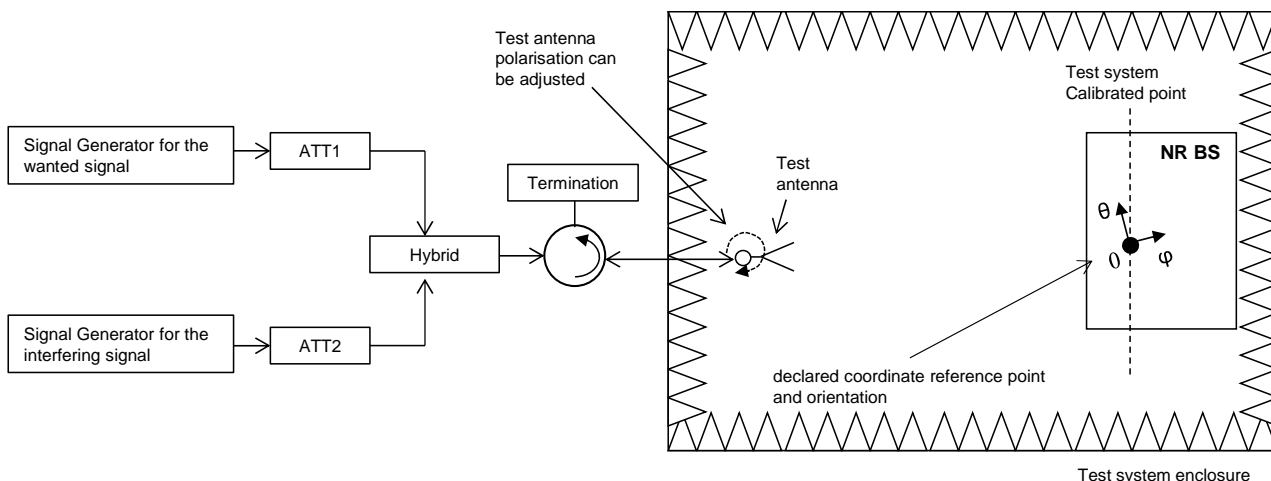 Test antenna
polarisation can
be adjusted
Test system
Calibrated point
Signal Generator for the
wanted signal
ATT1
NR BS
Termination
Test
antenna
θ
Hybrid
0
φ
Signal Generator for the
interfering signal
ATT2
declared coordinate reference point
and orientation
Test system enclosure